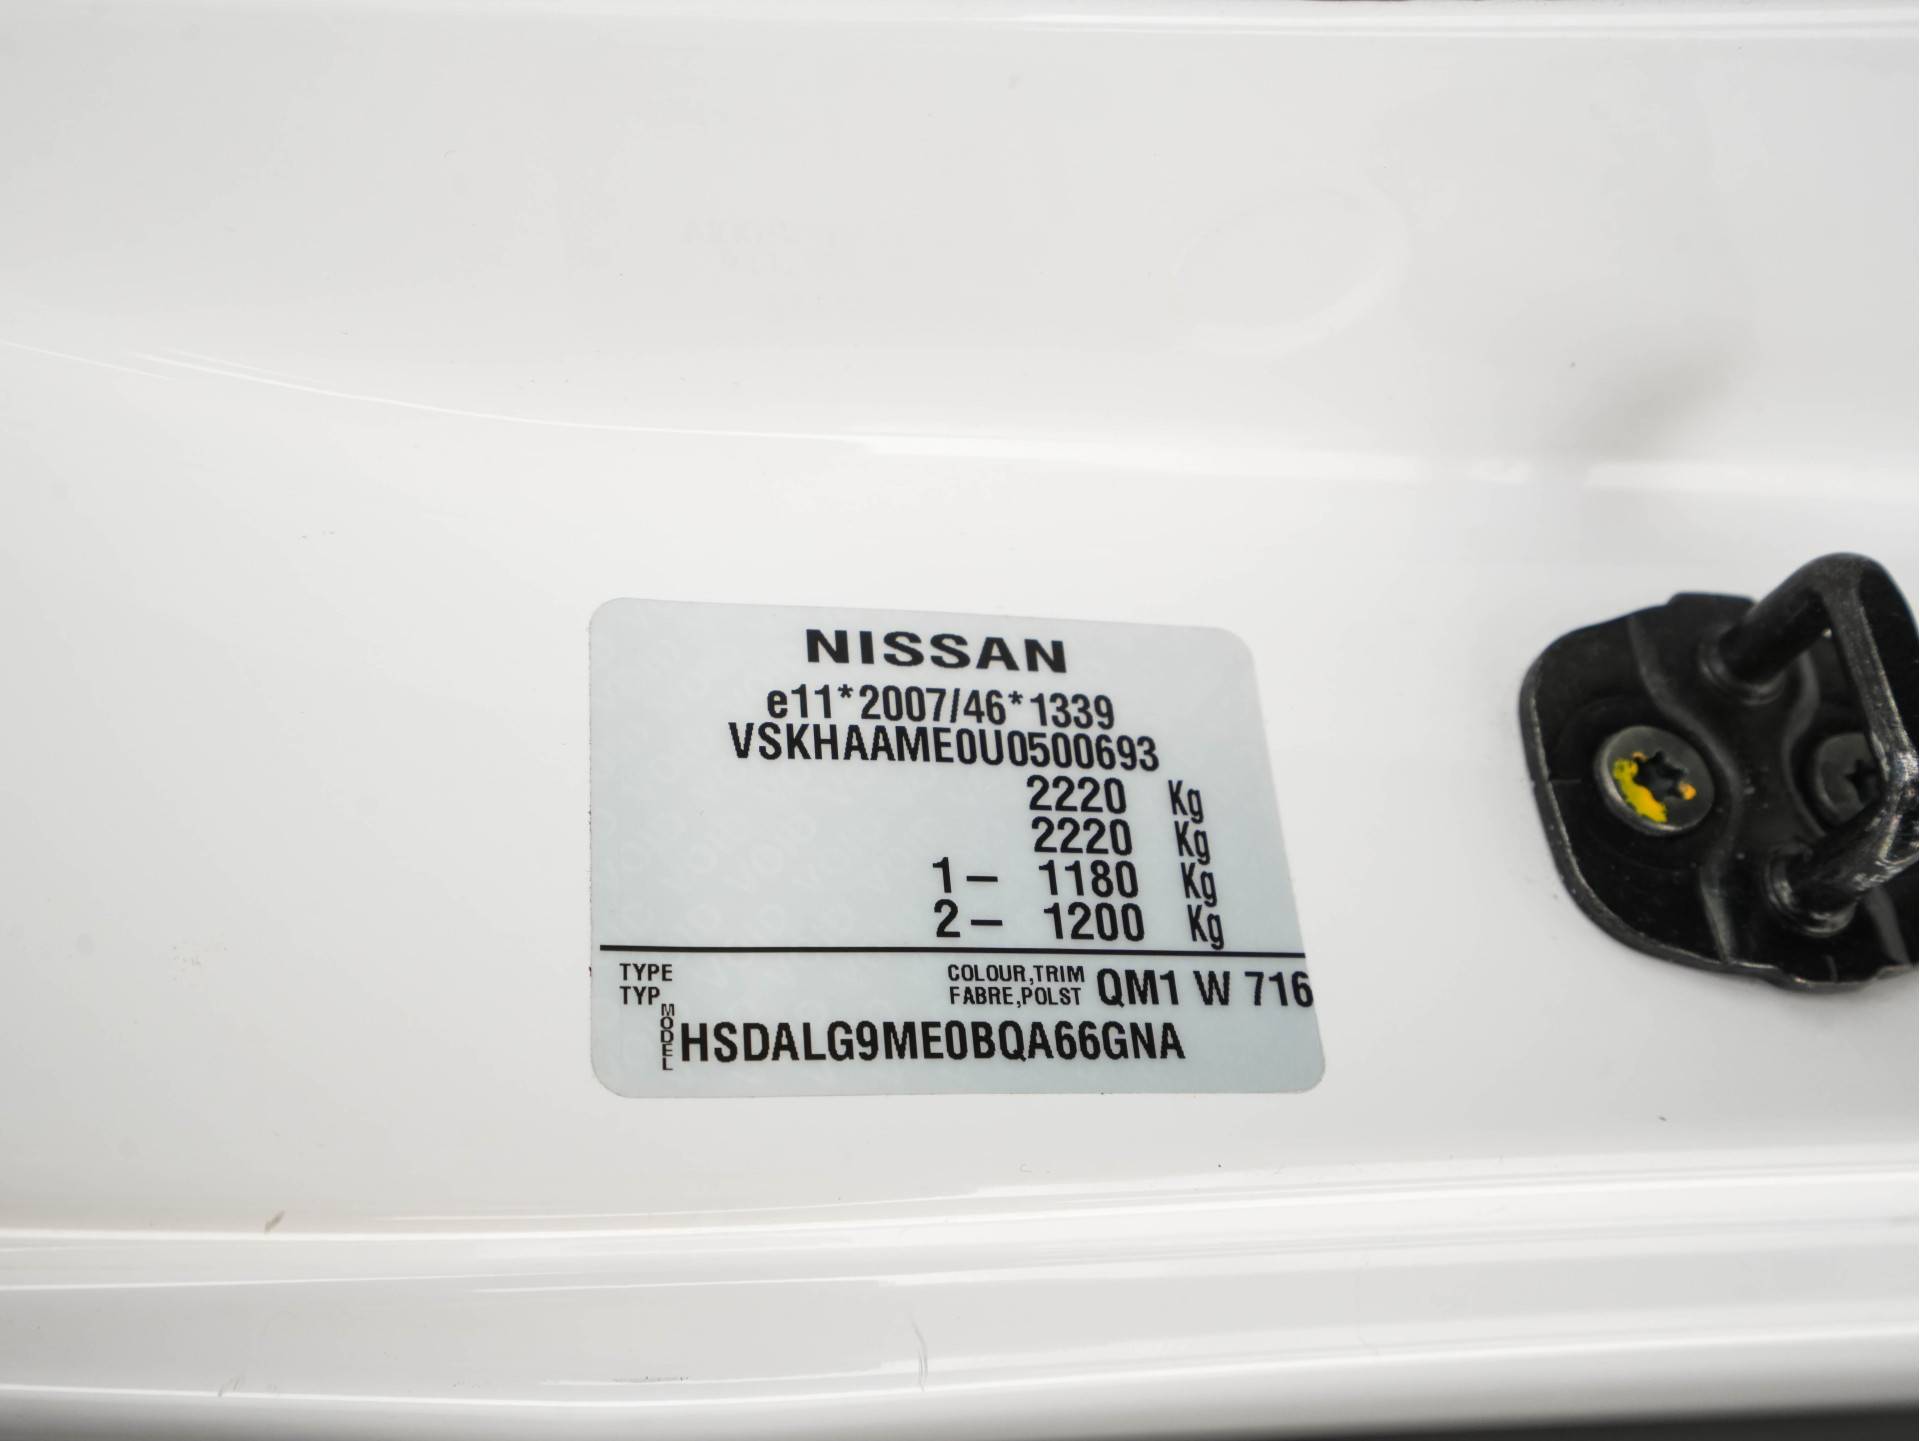 NISSAN
e11*2007/46*1339
VSKHAAME0U0500693
2220 Kg
2220 Kg
1– 1180 Kg
2– 1200 Kg
TYPE COLOUR,TRIM QM1 W 716
TYP FABRE,POLST
MODEL HSDALG9ME0BQA66GNA